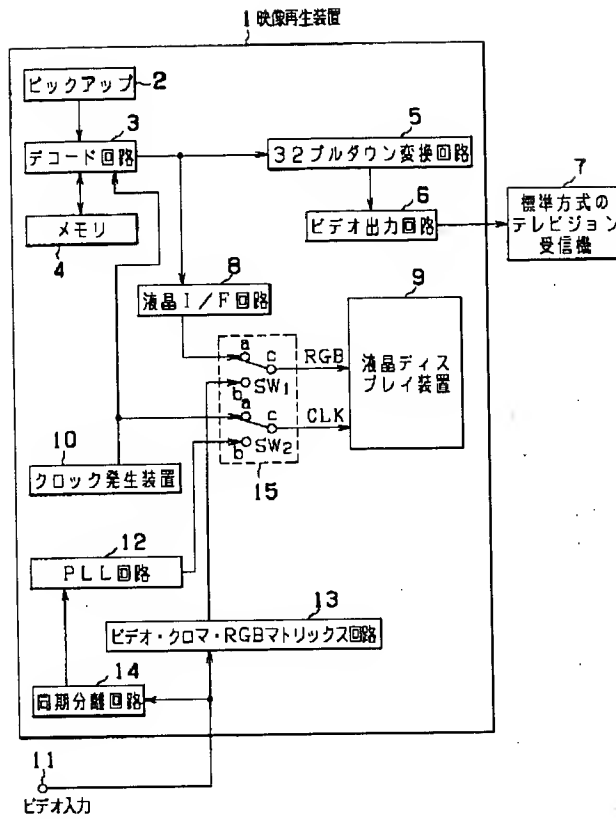 1 映像再生装置
ピックアップ 2
3
デコード回路
メモリ
4
5
32プルダウン変換回路
6
ビデオ出力回路
7
標準方式の
テレビジョン
受信機
8
液晶I/F回路
9
液晶ディス
プレイ装置
a
c
RGB
b
SW1
a
c
CLK
b
SW2
15
10
クロック発生装置
12
PLL回路
13
ビデオ・クロマ・RGBマトリックス回路
14
同期分離回路
11
ビデオ入力